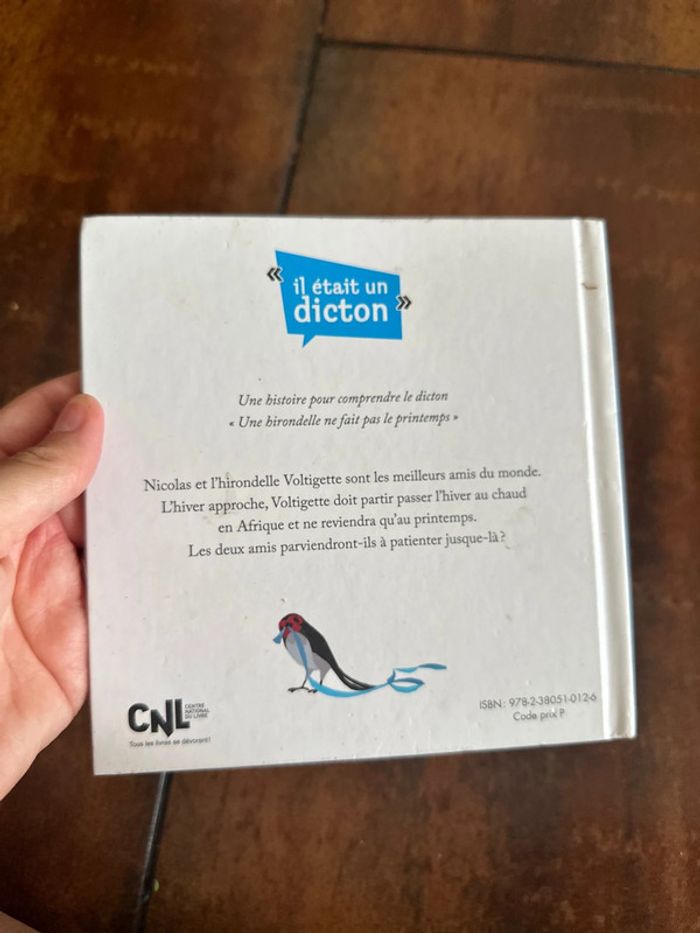 « il était un
dicton »
Une histoire pour comprendre le dicton
« Une hirondelle ne fait pas le printemps »
Nicolas et l'hirondelle Voltigette sont les meilleurs amis du monde.
L'hiver approche, Voltigette doit partir passer l'hiver au chaud
en Afrique et ne reviendra qu'au printemps.
Les deux amis parviendront-ils à patienter jusque-là ?
CNL
CENTRE
NATIONAL
DU LIVRE
Tous les livres se dévorent!
ISBN : 978-2-38051-012-6
Code prix P